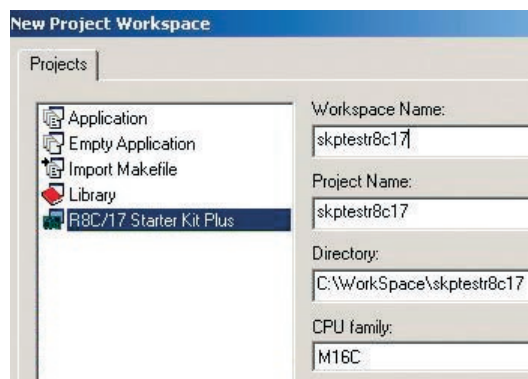 New Project Workspace
Projects
Application
Empty Application
Import Makefile
Library
R8C/17 Starter Kit Plus
Workspace Name:
skptestr8c17
Project Name:
skptestr8c17
Directory:
C:\WorkSpace\skptestr8c17
CPU family:
M16C